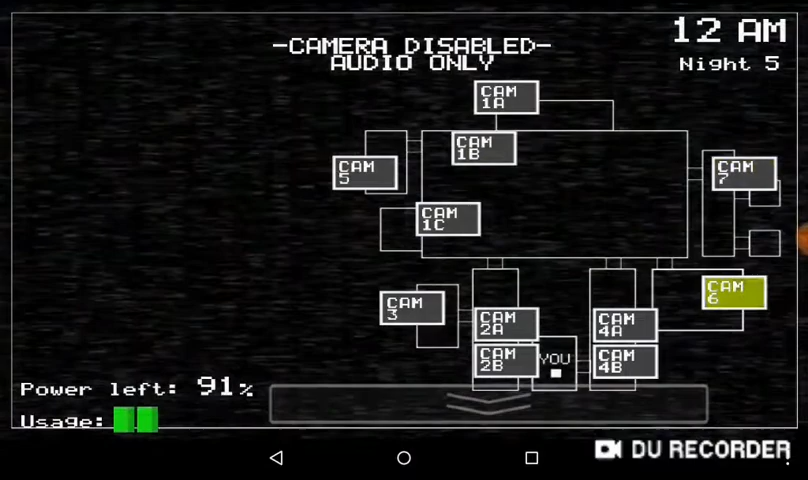 12 AM
-CAMERA DISABLED-
AUDIO ONLY
Night 5
CAM
1A
CAM
1B
CAM
5
CAM
7
CAM
1C
CAM
6
CAM
3
CAM
2A
CAM
4A
CAM
2B
YOU
CAM
4B
Power left: 91%
Usage:
DU RECORDER